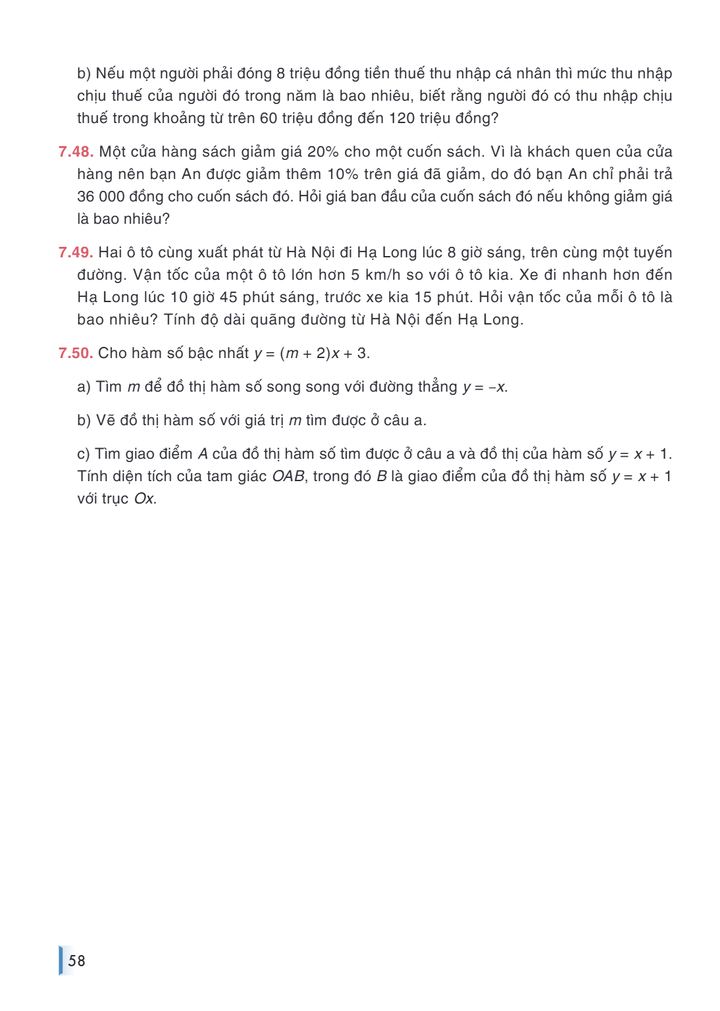 b) Nếu một người phải đóng 8 triệu đồng tiền thuế thu nhập cá nhân thì mức thu nhập
chịu thuế của người đó trong năm là bao nhiêu, biết rằng người đó có thu nhập chịu
thuế trong khoảng từ trên 60 triệu đồng đến 120 triệu đồng?
7.48. Một cửa hàng sách giảm giá 20% cho một cuốn sách. Vì là khách quen của cửa
hàng nên bạn An được giảm thêm 10% trên giá đã giảm, do đó bạn An chỉ phải trả
36 000 đồng cho cuốn sách đó. Hỏi giá ban đầu của cuốn sách đó nếu không giảm giá
là bao nhiêu?
7.49. Hai ô tô cùng xuất phát từ Hà Nội đi Hạ Long lúc 8 giờ sáng, trên cùng một tuyến
đường. Vận tốc của một ô tô lớn hơn 5 km/h so với ô tô kia. Xe đi nhanh hơn đến
Hạ Long lúc 10 giờ 45 phút sáng, trước xe kia 15 phút. Hỏi vận tốc của mỗi ô tô là
bao nhiêu? Tính độ dài quãng đường từ Hà Nội đến Hạ Long.
7.50. Cho hàm số bậc nhất y = (m + 2)x + 3.
a) Tìm m để đồ thị hàm số song song với đường thẳng y = –x.
b) Vẽ đồ thị hàm số với giá trị m tìm được ở câu a.
c) Tìm giao điểm A của đồ thị hàm số tìm được ở câu a và đồ thị của hàm số y = x + 1.
Tính diện tích của tam giác OAB, trong đó B là giao điểm của đồ thị hàm số y = x + 1
với trục Ox.
58